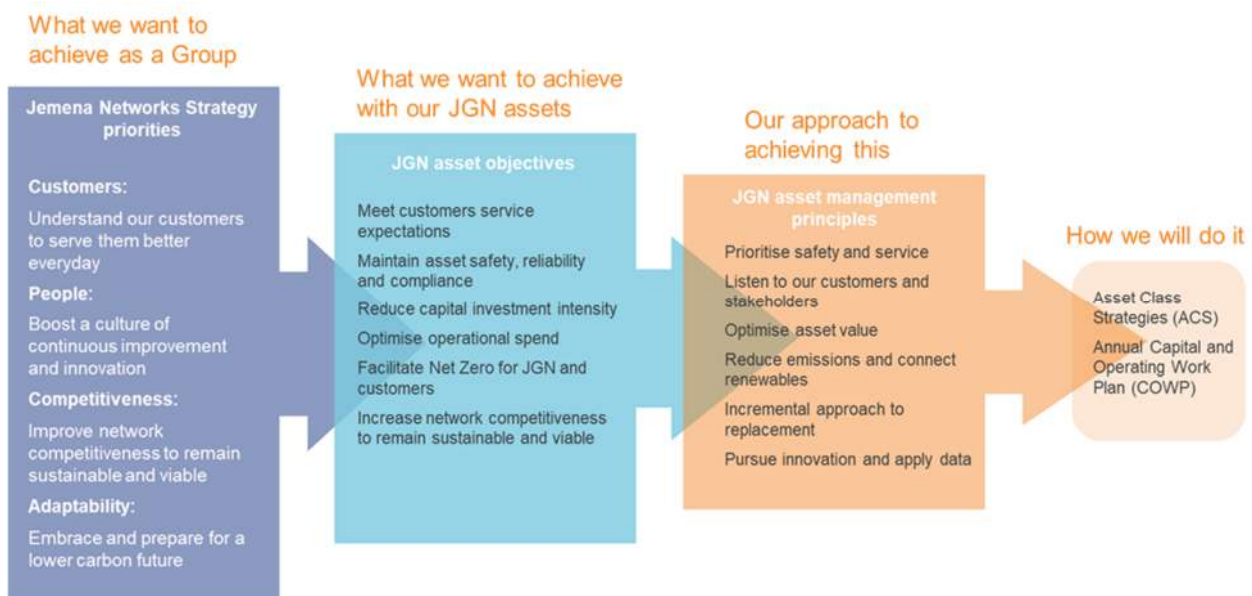 What we want to
achieve as a Group
Jemena Networks Strategy
priorities
Customers:
Understand our customers
to serve them better
everyday
People:
Boost a culture of
continuous improvement
and innovation
Competitiveness:
Improve network
competitiveness to remain
sustainable and viable
Adaptability:
Embrace and prepare for a
lower carbon future
What we want to achieve
with our JGN assets
JGN asset objectives
Meet customers service
expectations
Maintain asset safety, reliability
and compliance
Reduce capital investment intensity
Optimise operational spend
Facilitate Net Zero for JGN and
customers
Increase network competitiveness
to remain sustainable and viable
Our approach to
achieving this
JGN asset management
principles
Prioritise safety and service
Listen to our customers and
stakeholders
Optimise asset value
Reduce emissions and connect
renewables
Incremental approach to
replacement
Pursue innovation and apply data
How we will do it
Asset Class
Strategies (ACS)
Annual Capital and
Operating Work
Plan (COWP)